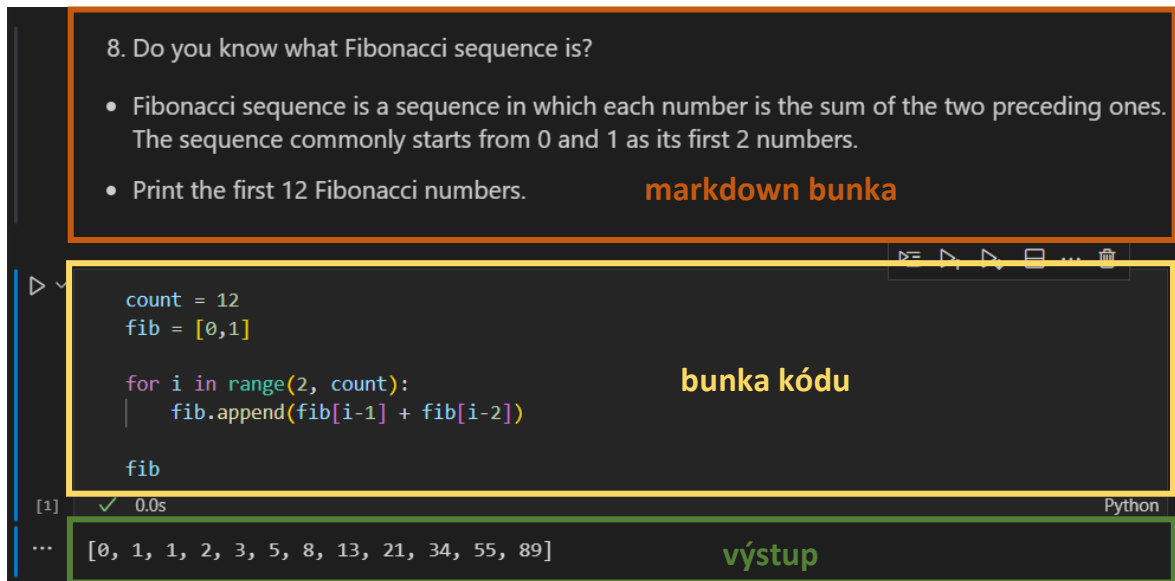 8. Do you know what Fibonacci sequence is?
• Fibonacci sequence is a sequence in which each number is the sum of the two preceding ones.
The sequence commonly starts from 0 and 1 as its first 2 numbers.
• Print the first 12 Fibonacci numbers.
markdown bunka
count = 12
fib = [0,1]
for i in range(2, count):
bunka kódu
fib.append(fib[i-1] + fib[i-2])
fib
[1] 0.0s Python
[0, 1, 1, 2, 3, 5, 8, 13, 21, 34, 55, 89]
výstup